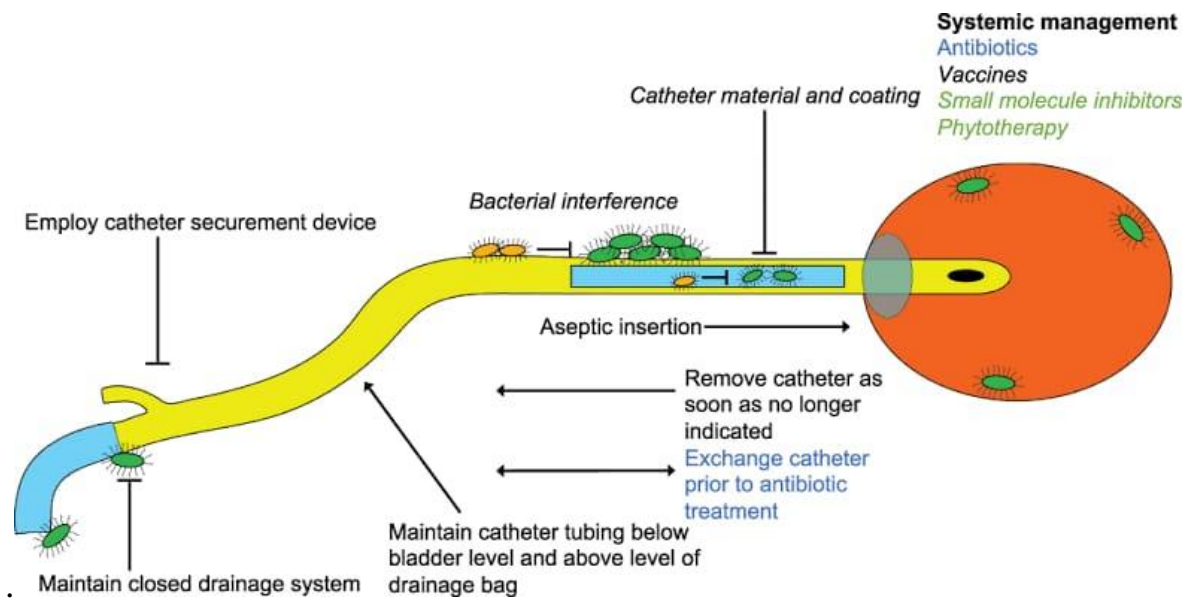 Systemic management
Antibiotics
Vaccines
Small molecule inhibitors
Phytotherapy
Catheter material and coating
Bacterial interference
Employ catheter securement device
Aseptic insertion
Remove catheter as
soon as no longer
indicated
Exchange catheter
prior to antibiotic
treatment
Maintain catheter tubing below
bladder level and above level of
drainage bag
Maintain closed drainage system
.